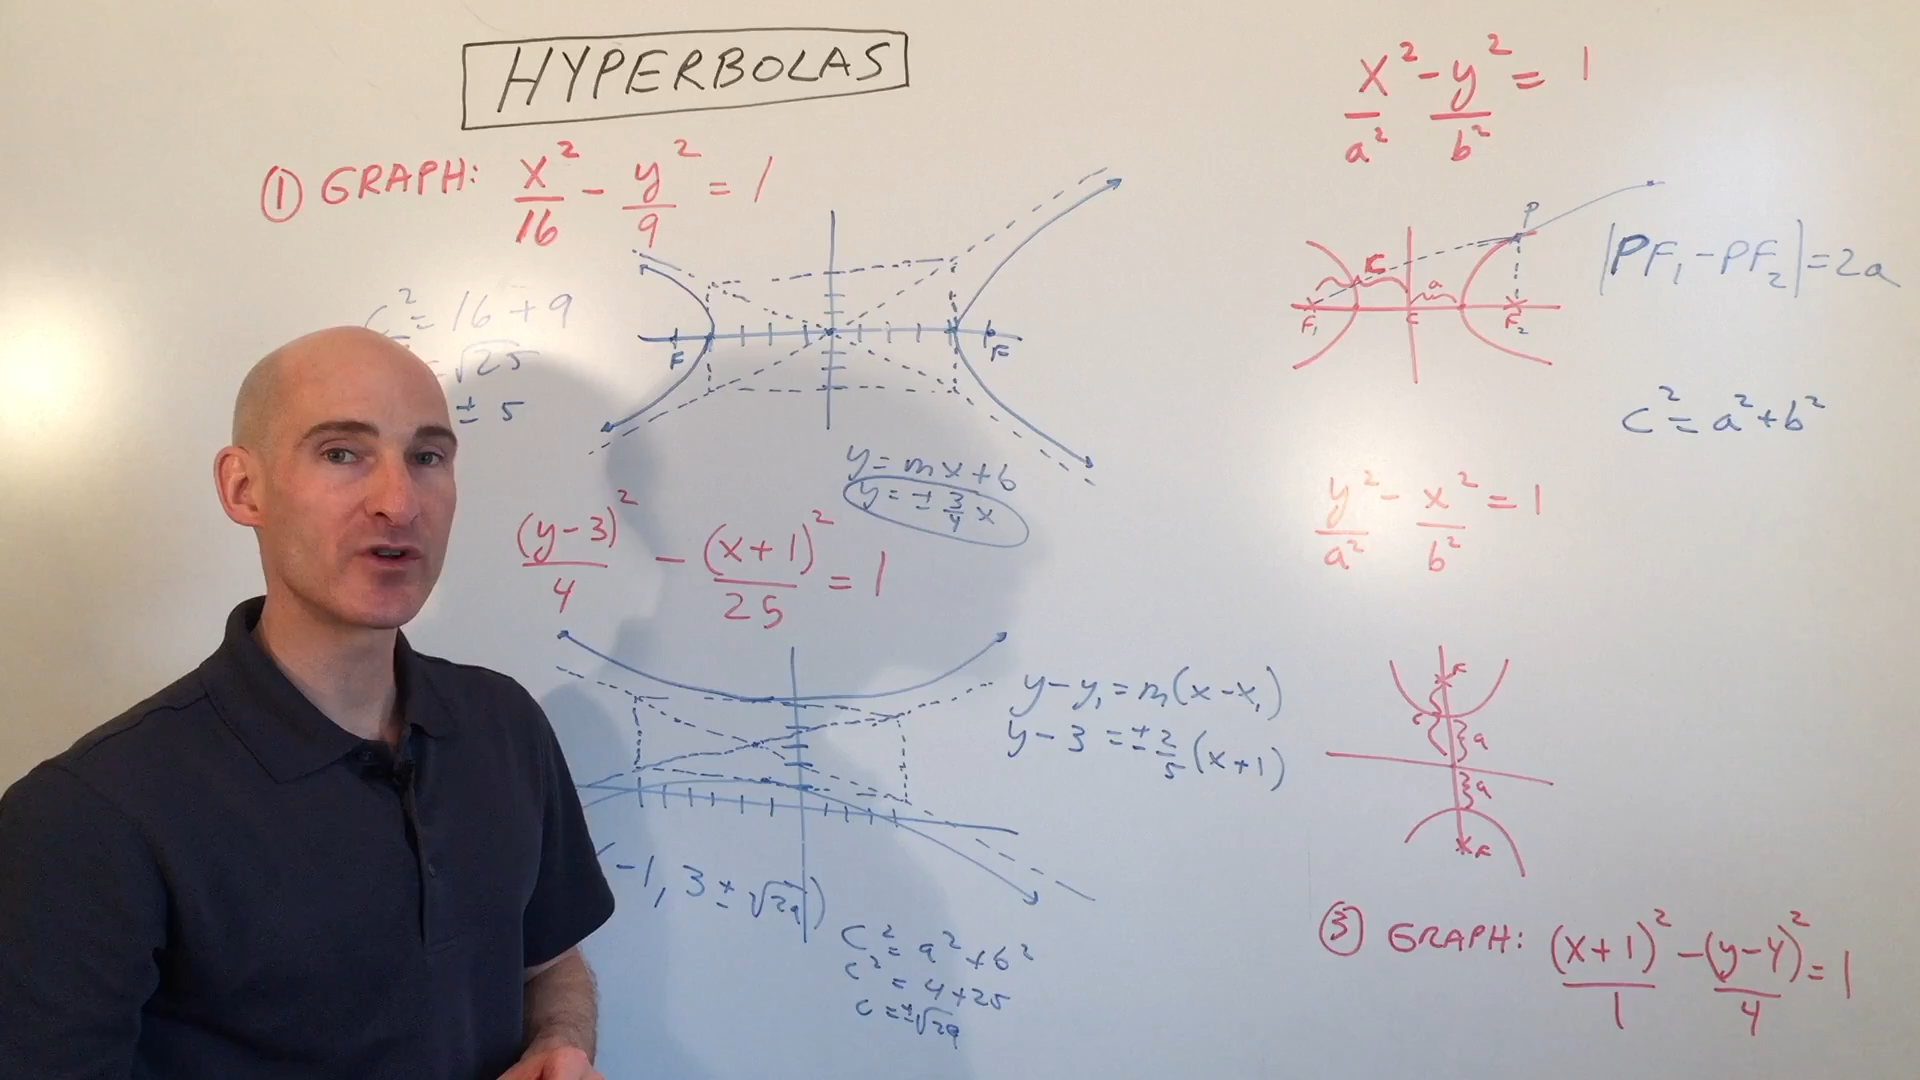 HYPERBOLAS
① GRAPH: x²/16 - y²/9 = 1
c² = 16 + 9
= √25
± 5
F
F
y = mx + b
y = ± 3/4 x
(y-3)²/4 - (x+1)²/25 = 1
y - y₁ = m(x - x₁)
y - 3 = ± 2/5 (x+1)
(-1, 3 ± √29)
c² = a² + b²
c² = 4 + 25
c = ±√29
x²/a² - y²/b² = 1
P
c
a
F₁
F₂
|PF₁ - PF₂| = 2a
c² = a² + b²
y²/a² - x²/b² = 1
F
c
a
a
F
③ GRAPH: (x+1)²/1 - (y-4)²/4 = 1